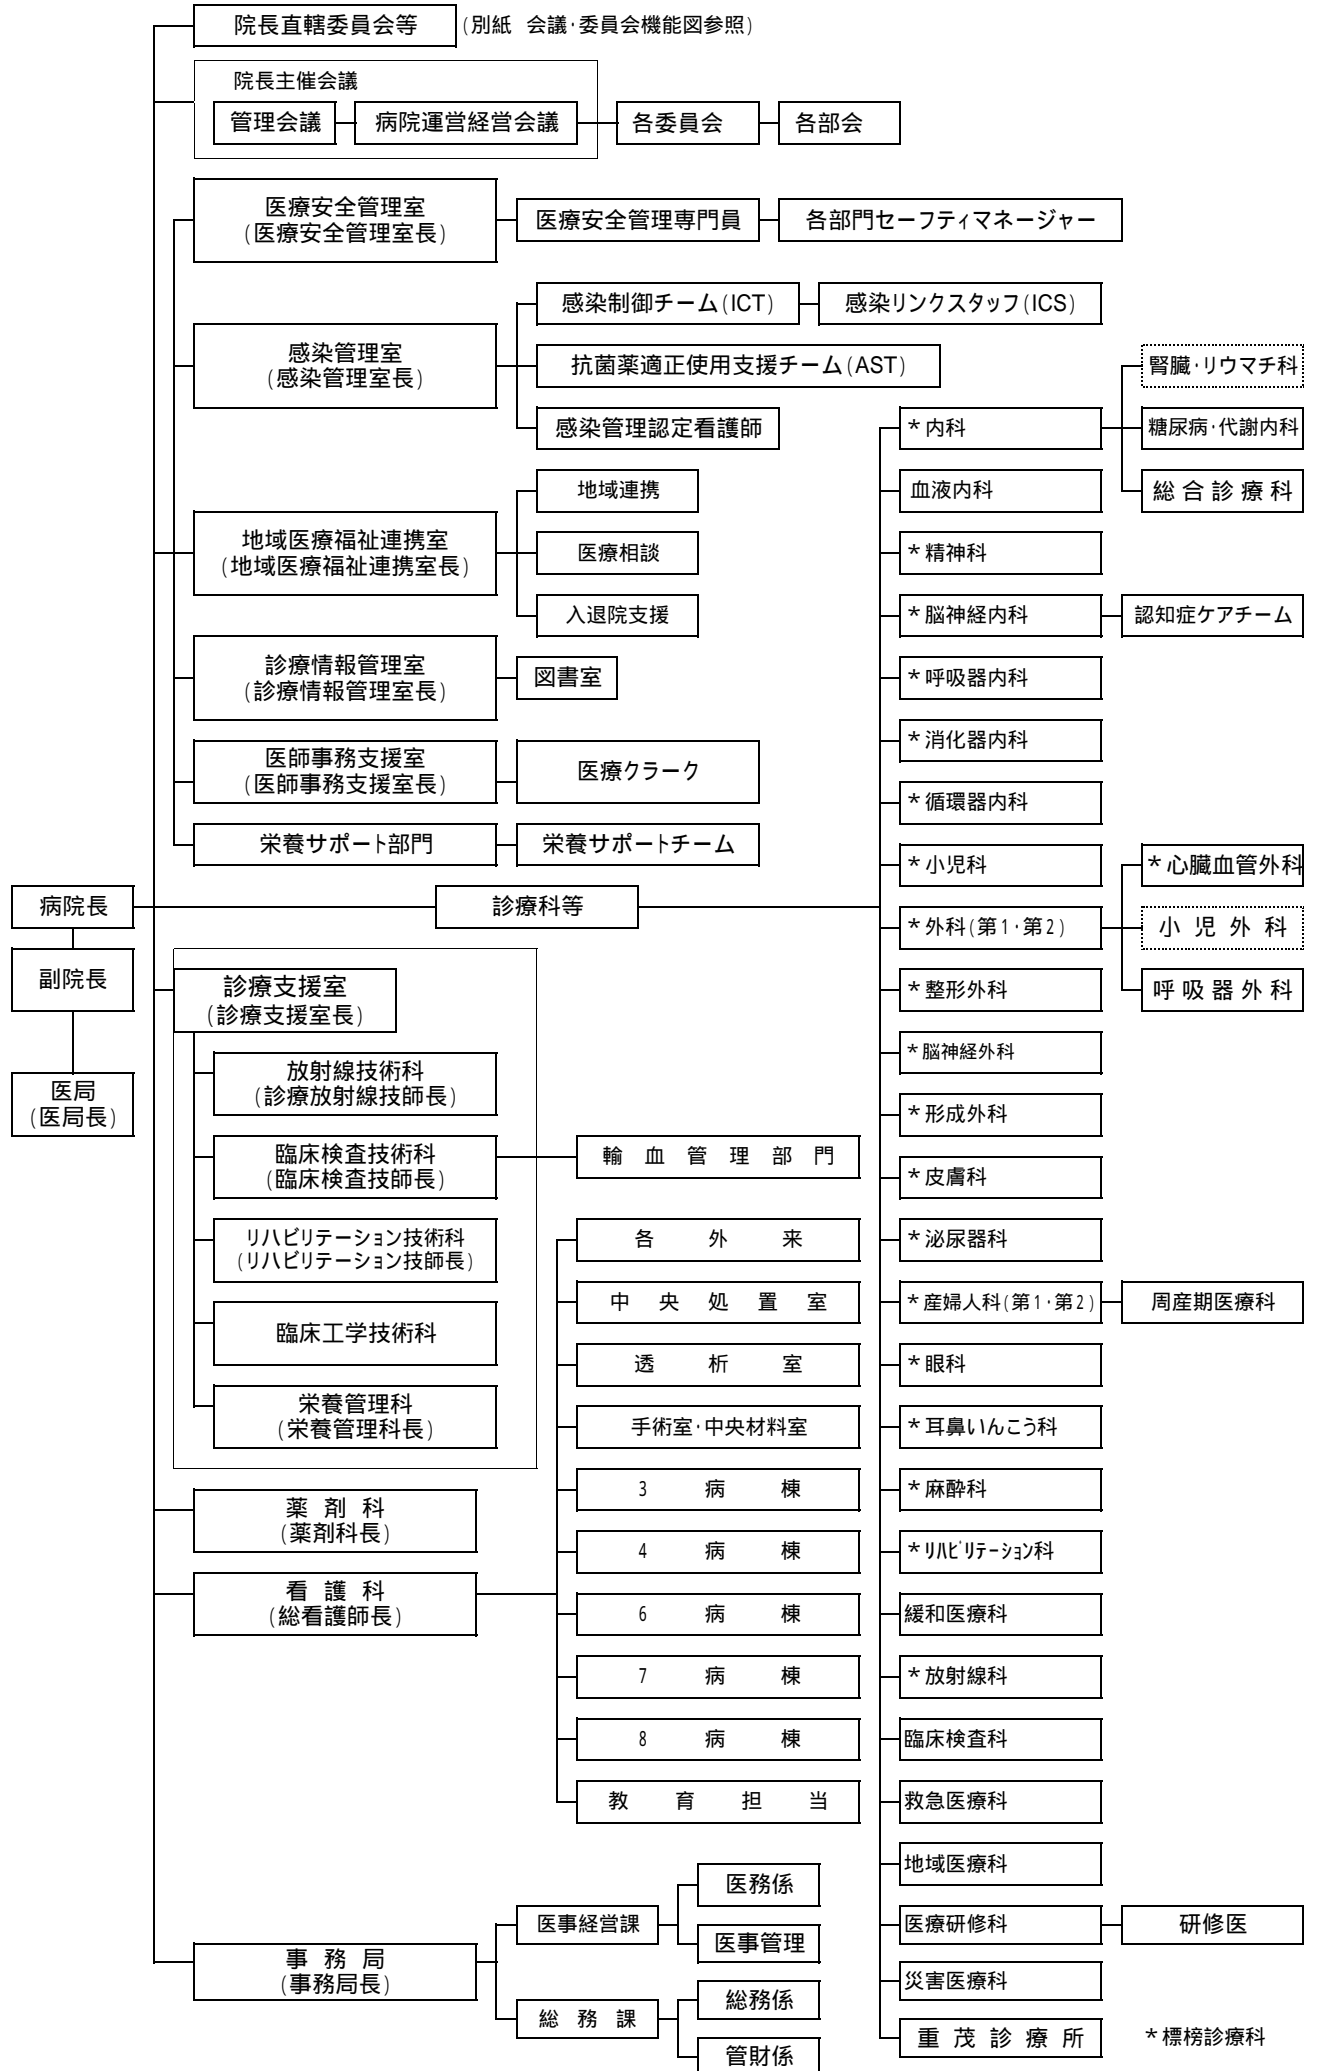 院長直轄委員会等 (別紙 会議・委員会機能図参照)
院長主催会議
管理会議 病院運営経営会議 各委員会 各部会
医療安全管理室
(医療安全管理室長)
医療安全管理専門員 各部門セーフティマネージャー
感染制御チーム(ICT) 感染リンクスタッフ(ICS)
感染管理室
(感染管理室長)
抗菌薬適正使用支援チーム(AST)
感染管理認定看護師
地域連携
地域医療福祉連携室
(地域医療福祉連携室長)
医療相談
入退院支援
診療情報管理室
(診療情報管理室長)
図書室
医師事務支援室
(医師事務支援室長)
医療クラーク
栄養サポート部門 栄養サポートチーム
病院長
診療科等
副院長
医局
(医局長)
診療支援室
(診療支援室長)
放射線技術科
(診療放射線技師長)
臨床検査技術科
(臨床検査技師長)
輸血管理部門
リハビリテーション技術科
(リハビリテーション技師長)
臨床工学技術科
栄養管理科
(栄養管理科長)
薬剤科
(薬剤科長)
看護科
(総看護師長)
各外来
中央処置室
透析室
手術室・中央材料室
3病棟
4病棟
6病棟
7病棟
8病棟
教育担当
事務局
(事務局長)
医事経営課
医務係
医事管理
総務課
総務係
管財係
*内科
腎臓・リウマチ科
糖尿病・代謝内科
総合診療科
血液内科
*精神科
*脳神経内科 認知症ケアチーム
*呼吸器内科
*消化器内科
*循環器内科
*小児科
*外科(第1・第2)
*心臓血管外科
小児外科
呼吸器外科
*整形外科
*脳神経外科
*形成外科
*皮膚科
*泌尿器科
*産婦人科(第1・第2) 周産期医療科
*眼科
*耳鼻いんこう科
*麻酔科
*ﾘﾊﾋﾞﾘﾃｰｼｮﾝ科
緩和医療科
*放射線科
臨床検査科
救急医療科
地域医療科
医療研修科 研修医
災害医療科
重茂診療所 *標榜診療科